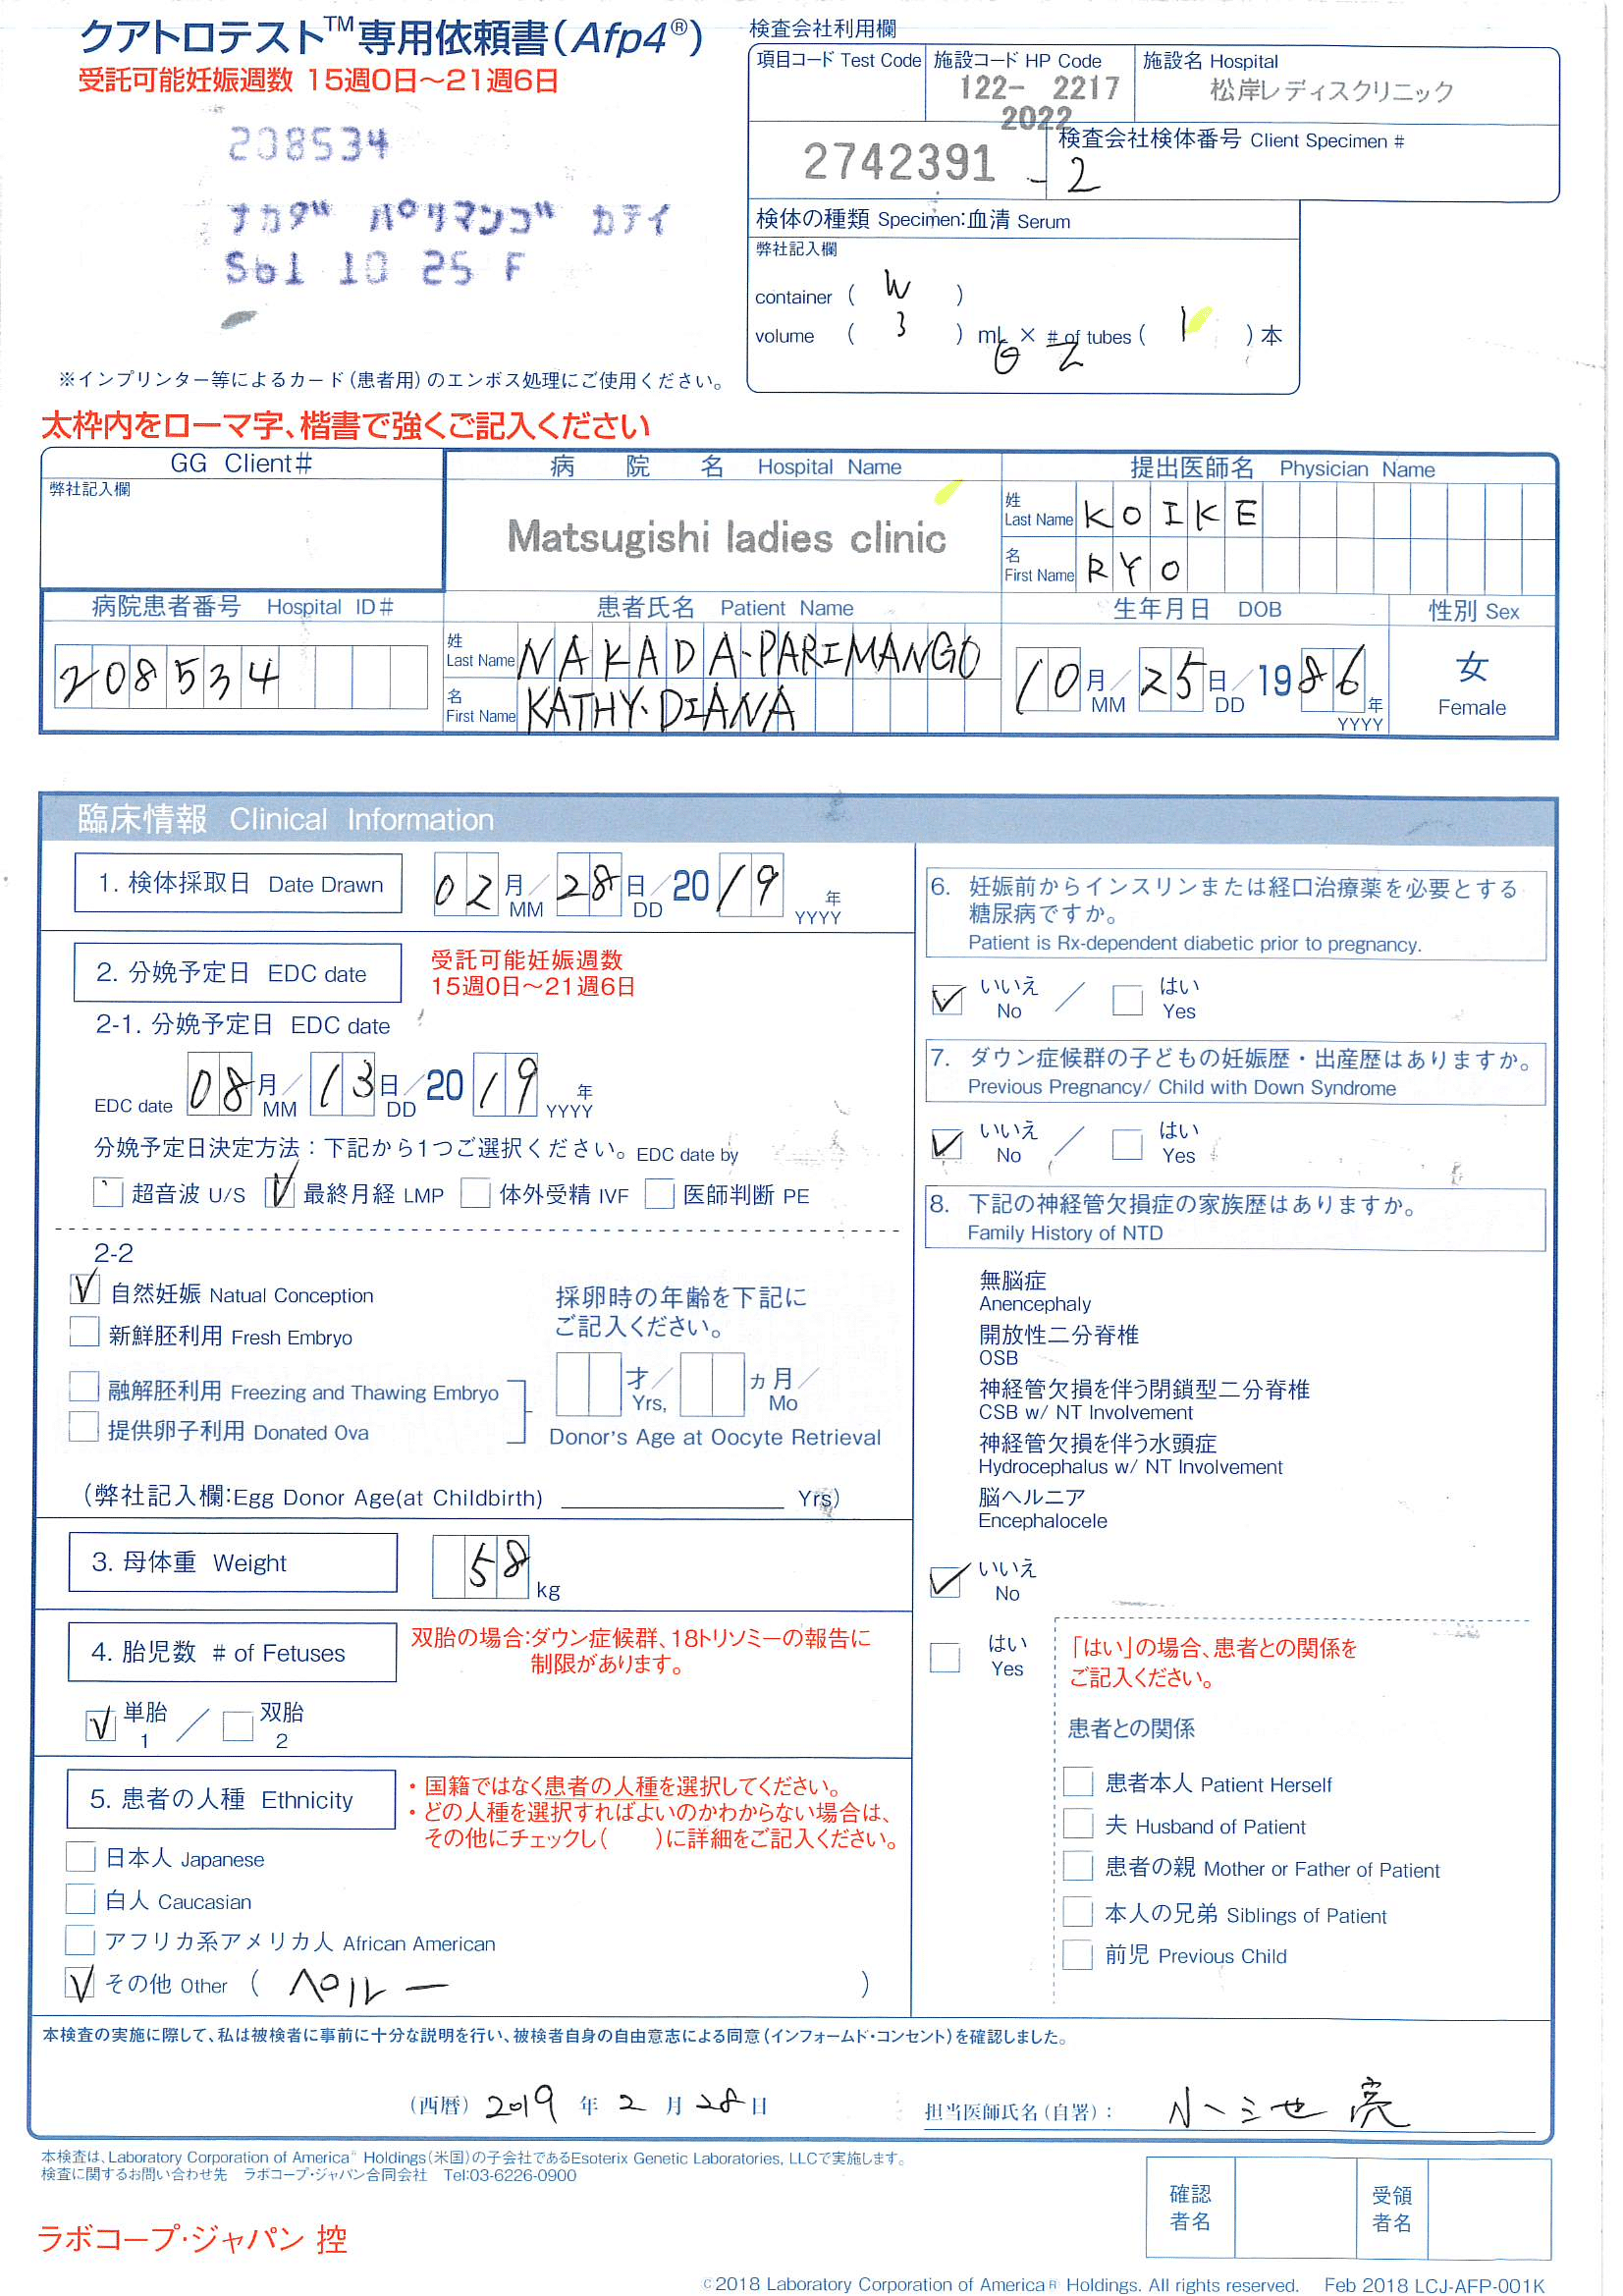 クアトロテスト™専用依頼書(Afp4®)
受託可能妊娠週数 15週0日～21週6日
208534
ナカダ パリマンゴ カテイ
S61 10 25 F
※インプリンター等によるカード(患者用)のエンボス処理にご使用ください。
検査会社利用欄
項目コード Test Code
施設コード HP Code
122- 2217
2022
施設名 Hospital
松岸レディスクリニック
2742391 - 2
検査会社検体番号 Client Specimen #
検体の種類 Specimen:血清 Serum
弊社記入欄
container ( W )
volume ( 3 ) mL × # of tubes ( 1 ) 本
太枠内をローマ字、楷書で強くご記入ください
GG Client#
弊社記入欄
病 院 名 Hospital Name
Matsugishi ladies clinic
提出医師名 Physician Name
姓 Last Name KOIKE
名 First Name RYO
病院患者番号 Hospital ID#
208534
患者氏名 Patient Name
姓 Last Name NAKADA-PARIMANGO
名 First Name KATHY・DIANA
生年月日 DOB
10月/25日/1986年
MM DD YYYY
性別 Sex
女
Female
臨床情報 Clinical Information
1. 検体採取日 Date Drawn
02月/28日/2019年
MM DD YYYY
2. 分娩予定日 EDC date
受託可能妊娠週数
15週0日～21週6日
2-1. 分娩予定日 EDC date
EDC date 08月/13日/2019年
MM DD YYYY
分娩予定日決定方法：下記から1つご選択ください。EDC date by
超音波 U/S ✓ 最終月経 LMP 体外受精 IVF 医師判断 PE
2-2
✓ 自然妊娠 Natual Conception
新鮮胚利用 Fresh Embryo
融解胚利用 Freezing and Thawing Embryo
提供卵子利用 Donated Ova
採卵時の年齢を下記に
ご記入ください。
才/ ヵ月/
Yrs, Mo
Donor's Age at Oocyte Retrieval
(弊社記入欄:Egg Donor Age(at Childbirth) Yrs)
3. 母体重 Weight
58 kg
4. 胎児数 # of Fetuses
双胎の場合:ダウン症候群、18トリソミーの報告に
制限があります。
✓ 単胎 1 / 双胎 2
5. 患者の人種 Ethnicity
・国籍ではなく患者の人種を選択してください。
・どの人種を選択すればよいのかわからない場合は、
その他にチェックし( )に詳細をご記入ください。
日本人 Japanese
白人 Caucasian
アフリカ系アメリカ人 African American
✓ その他 Other ( ペルー )
6. 妊娠前からインスリンまたは経口治療薬を必要とする
糖尿病ですか。
Patient is Rx-dependent diabetic prior to pregnancy.
✓ いいえ No / はい Yes
7. ダウン症候群の子どもの妊娠歴・出産歴はありますか。
Previous Pregnancy/ Child with Down Syndrome
✓ いいえ No / はい Yes
8. 下記の神経管欠損症の家族歴はありますか。
Family History of NTD
無脳症
Anencephaly
開放性二分脊椎
OSB
神経管欠損を伴う閉鎖型二分脊椎
CSB w/ NT Involvement
神経管欠損を伴う水頭症
Hydrocephalus w/ NT Involvement
脳ヘルニア
Encephalocele
✓ いいえ No
はい Yes
「はい」の場合、患者との関係を
ご記入ください。
患者との関係
患者本人 Patient Herself
夫 Husband of Patient
患者の親 Mother or Father of Patient
本人の兄弟 Siblings of Patient
前児 Previous Child
本検査の実施に際して、私は被検者に事前に十分な説明を行い、被検者自身の自由意志による同意(インフォームド・コンセント)を確認しました。
(西暦) 2019 年 2 月 28 日
担当医師氏名(自署)： 小池 亮
本検査は、Laboratory Corporation of America® Holdings(米国)の子会社であるEsoterix Genetic Laboratories, LLCで実施します。
検査に関するお問い合わせ先 ラボコープ・ジャパン合同会社 Tel:03-6226-0900
確認者名
受領者名
ラボコープ・ジャパン 控
©2018 Laboratory Corporation of America® Holdings. All rights reserved. Feb 2018 LCJ-AFP-001K